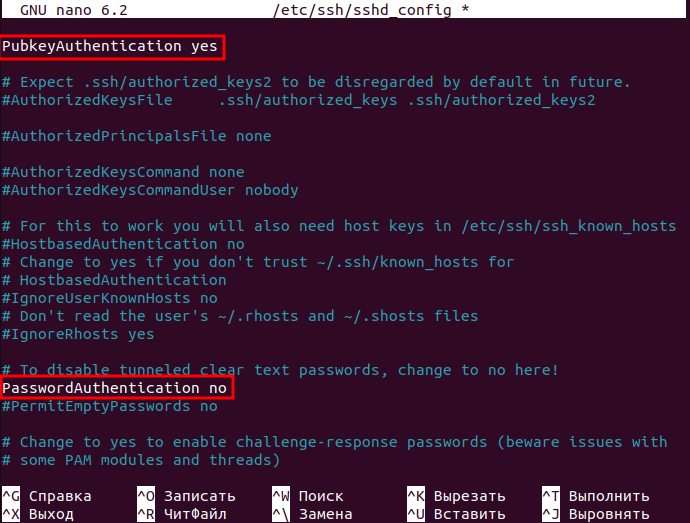 GNU nano 6.2 /etc/ssh/sshd_config *
PubkeyAuthentication yes
# Expect .ssh/authorized_keys2 to be disregarded by default in future.
#AuthorizedKeysFile .ssh/authorized_keys .ssh/authorized_keys2
#AuthorizedPrincipalsFile none
#AuthorizedKeysCommand none
#AuthorizedKeysCommandUser nobody
# For this to work you will also need host keys in /etc/ssh/ssh_known_hosts
#HostbasedAuthentication no
# Change to yes if you don't trust ~/.ssh/known_hosts for
# HostbasedAuthentication
#IgnoreUserKnownHosts no
# Don't read the user's ~/.rhosts and ~/.shosts files
#IgnoreRhosts yes
# To disable tunneled clear text passwords, change to no here!
PasswordAuthentication no
#PermitEmptyPasswords no
# Change to yes to enable challenge-response passwords (beware issues with
# some PAM modules and threads)
^G Справка ^O Записать ^W Поиск ^K Вырезать ^T Выполнить
^X Выход ^R ЧитФайл ^\ Замена ^U Вставить ^J Выровнять